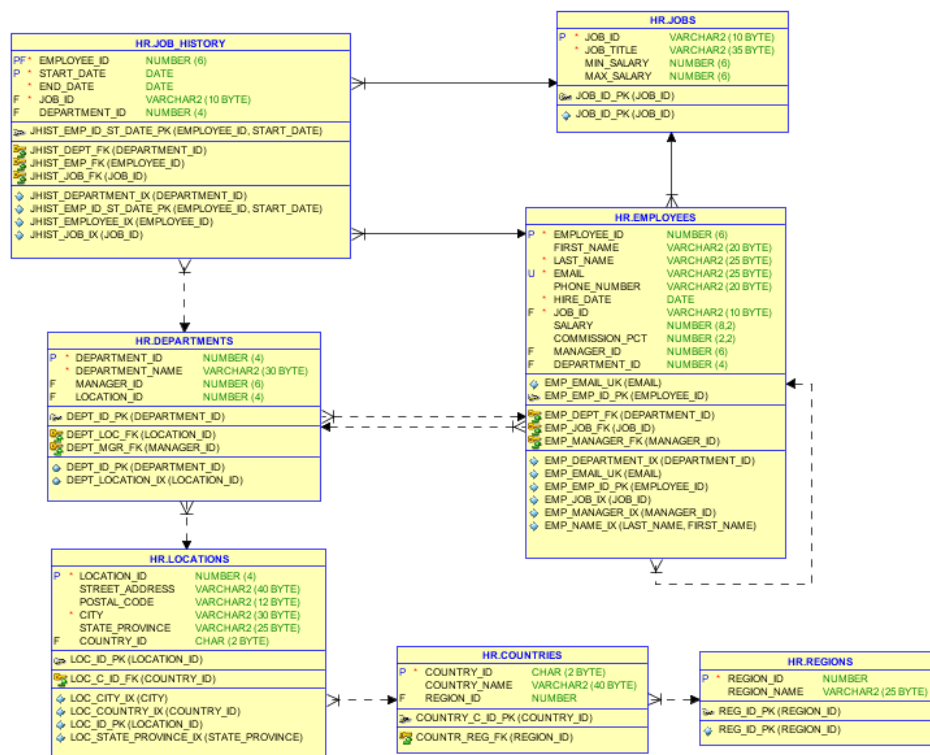 HR.JOB_HISTORY
PF * EMPLOYEE_ID NUMBER (6)
P * START_DATE DATE
* END_DATE DATE
F * JOB_ID VARCHAR2 (10 BYTE)
F DEPARTMENT_ID NUMBER (4)
JHIST_EMP_ID_ST_DATE_PK (EMPLOYEE_ID, START_DATE)
JHIST_DEPT_FK (DEPARTMENT_ID)
JHIST_EMP_FK (EMPLOYEE_ID)
JHIST_JOB_FK (JOB_ID)
JHIST_DEPARTMENT_IX (DEPARTMENT_ID)
JHIST_EMP_ID_ST_DATE_PK (EMPLOYEE_ID, START_DATE)
JHIST_EMPLOYEE_IX (EMPLOYEE_ID)
JHIST_JOB_IX (JOB_ID)
HR.JOBS
P * JOB_ID VARCHAR2 (10 BYTE)
* JOB_TITLE VARCHAR2 (35 BYTE)
MIN_SALARY NUMBER (6)
MAX_SALARY NUMBER (6)
JOB_ID_PK (JOB_ID)
JOB_ID_PK (JOB_ID)
HR.EMPLOYEES
P * EMPLOYEE_ID NUMBER (6)
FIRST_NAME VARCHAR2 (20 BYTE)
* LAST_NAME VARCHAR2 (25 BYTE)
U * EMAIL VARCHAR2 (25 BYTE)
PHONE_NUMBER VARCHAR2 (20 BYTE)
* HIRE_DATE DATE
F * JOB_ID VARCHAR2 (10 BYTE)
SALARY NUMBER (8,2)
COMMISSION_PCT NUMBER (2,2)
F MANAGER_ID NUMBER (6)
F DEPARTMENT_ID NUMBER (4)
EMP_EMAIL_UK (EMAIL)
EMP_EMP_ID_PK (EMPLOYEE_ID)
EMP_DEPT_FK (DEPARTMENT_ID)
EMP_JOB_FK (JOB_ID)
EMP_MANAGER_FK (MANAGER_ID)
EMP_DEPARTMENT_IX (DEPARTMENT_ID)
EMP_EMAIL_UK (EMAIL)
EMP_EMP_ID_PK (EMPLOYEE_ID)
EMP_JOB_IX (JOB_ID)
EMP_MANAGER_IX (MANAGER_ID)
EMP_NAME_IX (LAST_NAME, FIRST_NAME)
HR.DEPARTMENTS
P * DEPARTMENT_ID NUMBER (4)
* DEPARTMENT_NAME VARCHAR2 (30 BYTE)
F MANAGER_ID NUMBER (6)
F LOCATION_ID NUMBER (4)
DEPT_ID_PK (DEPARTMENT_ID)
DEPT_LOC_FK (LOCATION_ID)
DEPT_MGR_FK (MANAGER_ID)
DEPT_ID_PK (DEPARTMENT_ID)
DEPT_LOCATION_IX (LOCATION_ID)
HR.LOCATIONS
P * LOCATION_ID NUMBER (4)
STREET_ADDRESS VARCHAR2 (40 BYTE)
POSTAL_CODE VARCHAR2 (12 BYTE)
* CITY VARCHAR2 (30 BYTE)
STATE_PROVINCE VARCHAR2 (25 BYTE)
F COUNTRY_ID CHAR (2 BYTE)
LOC_ID_PK (LOCATION_ID)
LOC_C_ID_FK (COUNTRY_ID)
LOC_CITY_IX (CITY)
LOC_COUNTRY_IX (COUNTRY_ID)
LOC_ID_PK (LOCATION_ID)
LOC_STATE_PROVINCE_IX (STATE_PROVINCE)
HR.COUNTRIES
P * COUNTRY_ID CHAR (2 BYTE)
COUNTRY_NAME VARCHAR2 (40 BYTE)
F REGION_ID NUMBER
COUNTRY_C_ID_PK (COUNTRY_ID)
COUNTR_REG_FK (REGION_ID)
HR.REGIONS
P * REGION_ID NUMBER
REGION_NAME VARCHAR2 (25 BYTE)
REG_ID_PK (REGION_ID)
REG_ID_PK (REGION_ID)